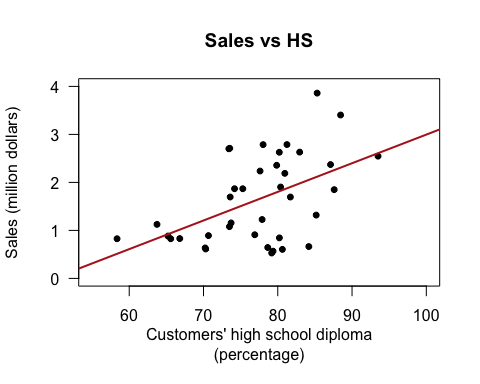 Sales vs HS
Sales (million dollars)
4
3
2
1
0
60 70 80 90 100
Customers' high school diploma
(percentage)